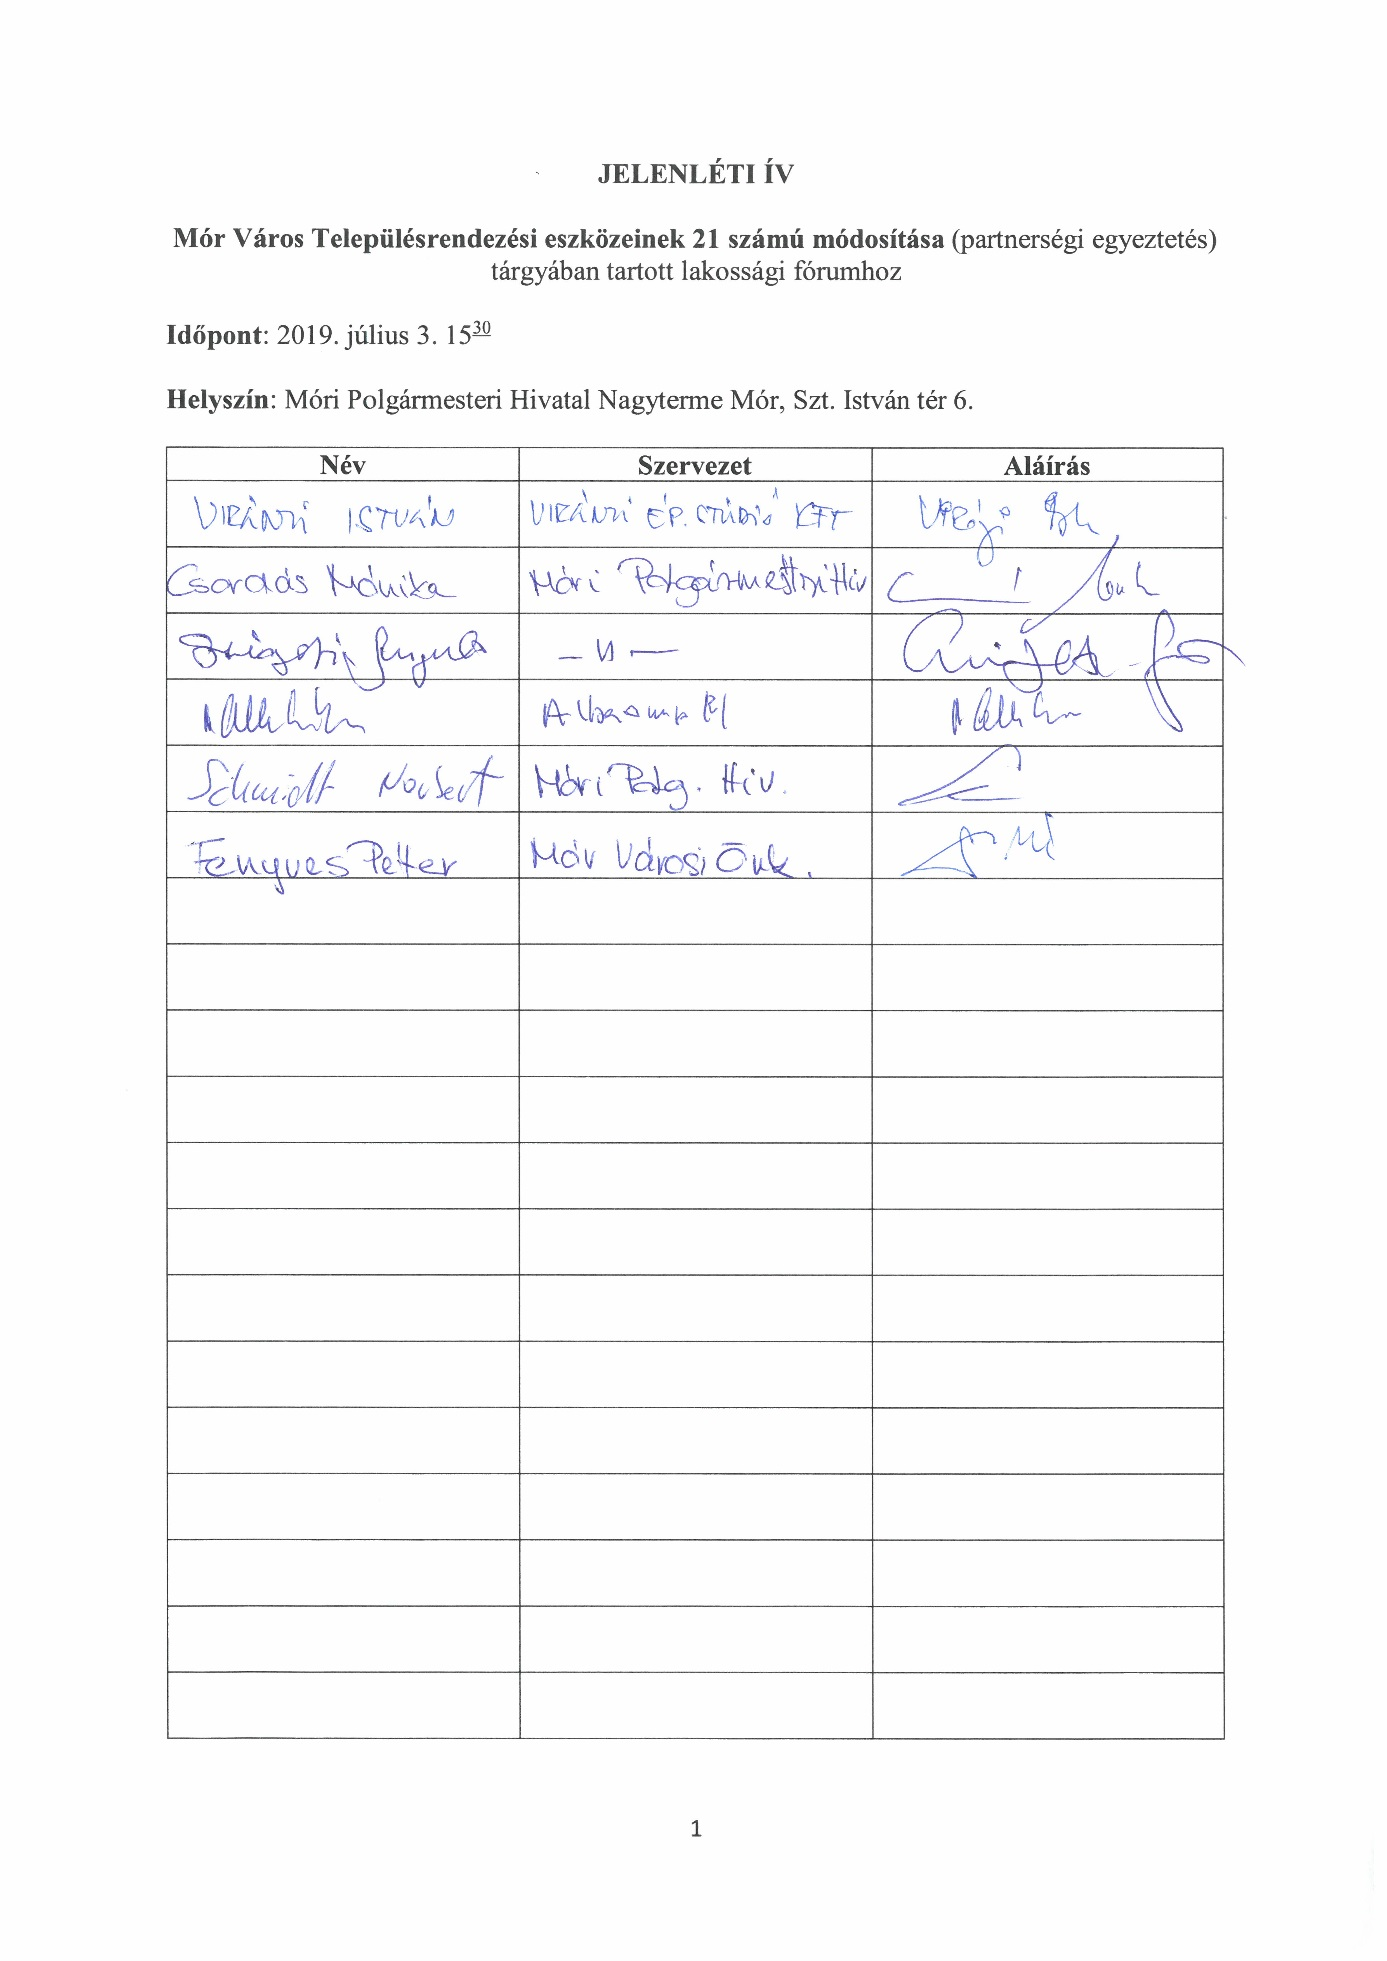 JELENLÉTI ÍV
Mór Város Településrendezési eszközeinek 21 számú módosítása (partnerségi egyeztetés)
tárgyában tartott lakossági fórumhoz
Időpont: 2019. július 3. 15³⁰
Helyszín: Móri Polgármesteri Hivatal Nagyterme Mór, Szt. István tér 6.
Név Szervezet Aláírás
VIRÁNYI ISTVÁN VIRÁNYI ÉP. STÚDIÓ KFT
Csordás Mónika Móri Polgármesteri Hiv
— 〃 —
Schmidt Norbert Móri Polg. Hiv.
Fenyves Péter Mór Városi Önk.
1